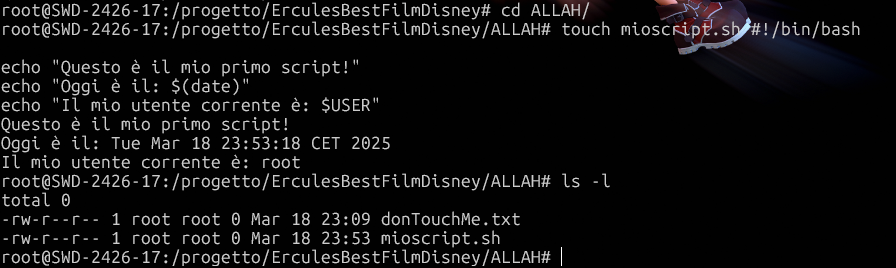 root@SWD-2426-17:/progetto/ErculesBestFilmDisney# cd ALLAH/
root@SWD-2426-17:/progetto/ErculesBestFilmDisney/ALLAH# touch mioscript.sh #!/bin/bash
echo "Questo è il mio primo script!"
echo "Oggi è il: $(date)"
echo "Il mio utente corrente è: $USER"
Questo è il mio primo script!
Oggi è il: Tue Mar 18 23:53:18 CET 2025
Il mio utente corrente è: root
root@SWD-2426-17:/progetto/ErculesBestFilmDisney/ALLAH# ls -l
total 0
-rw-r--r-- 1 root root 0 Mar 18 23:09 donTouchMe.txt
-rw-r--r-- 1 root root 0 Mar 18 23:53 mioscript.sh
root@SWD-2426-17:/progetto/ErculesBestFilmDisney/ALLAH#